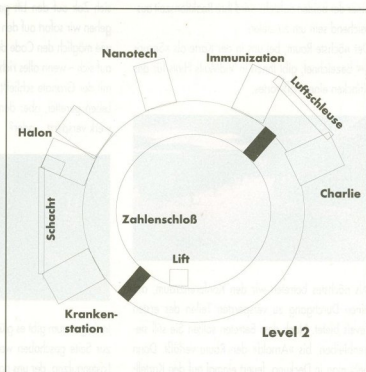 Nanotech
Immunization
Luftschleuse
Halon
Charlie
Schacht
Zahlenschloß
Lift
Kranken-
station
Level 2